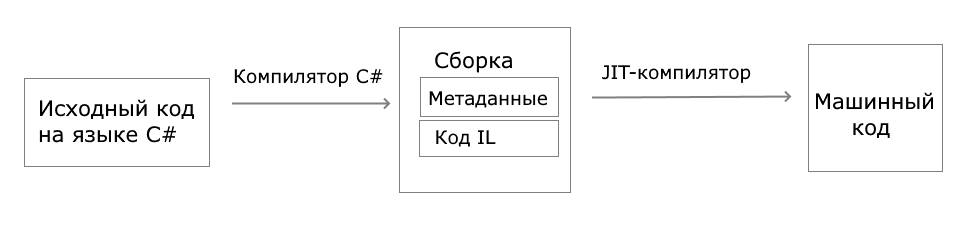 Исходный код
на языке C#
Компилятор C#
Сборка
Метаданные
Код IL
JIT-компилятор
Машинный
код